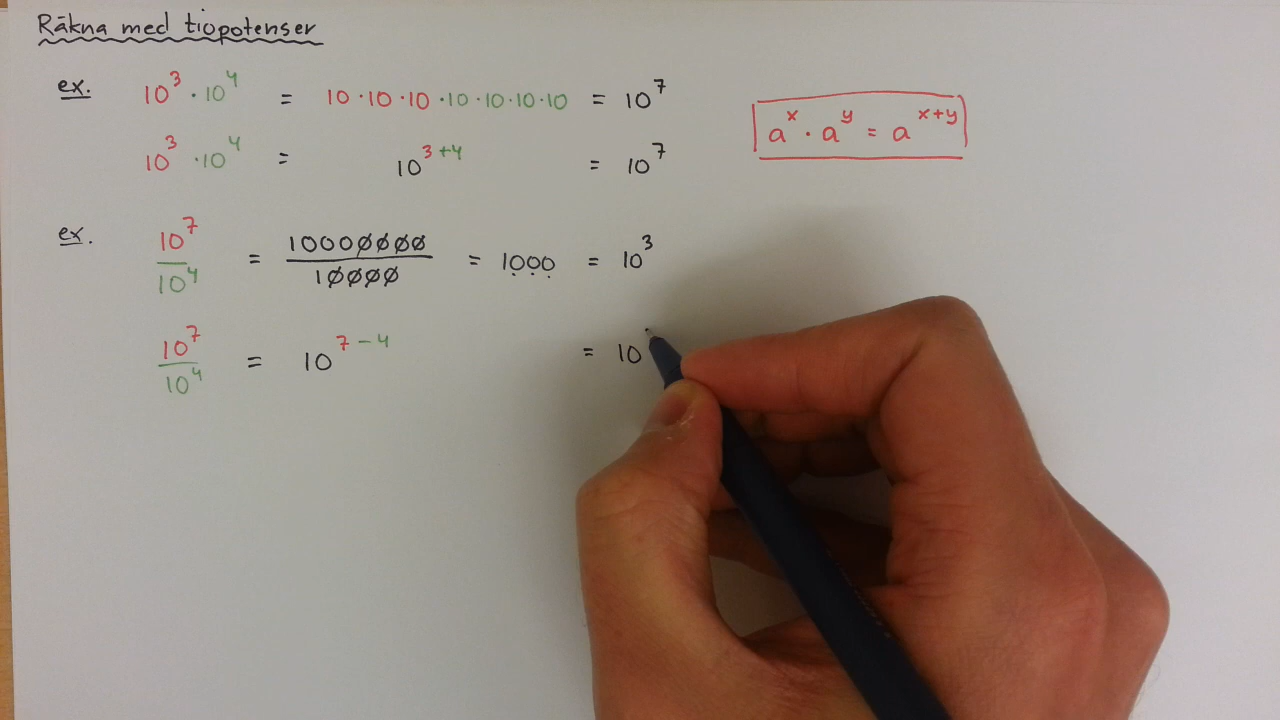 Räkna med tiopotenser
ex. 10³ · 10⁴ = 10 · 10 · 10 · 10 · 10 · 10 · 10 = 10⁷
10³ · 10⁴ = 10³⁺⁴ = 10⁷
aˣ · aʸ = aˣ⁺ʸ
ex. 10⁷/10⁴ = 10000000/10000 = 1000 = 10³
10⁷/10⁴ = 10⁷⁻⁴ = 10